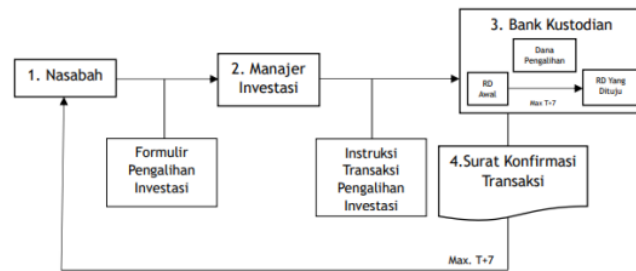 3. Bank Kustodian
Dana
Pengalihan
1. Nasabah
2. Manajer
Investasi
RD
Awal
RD Yang
Dituju
Max T+7
Formulir
Pengalihan
Investasi
Instruksi
Transaksi
Pengalihan
Investasi
4.Surat Konfirmasi
Transaksi
Max. T+7